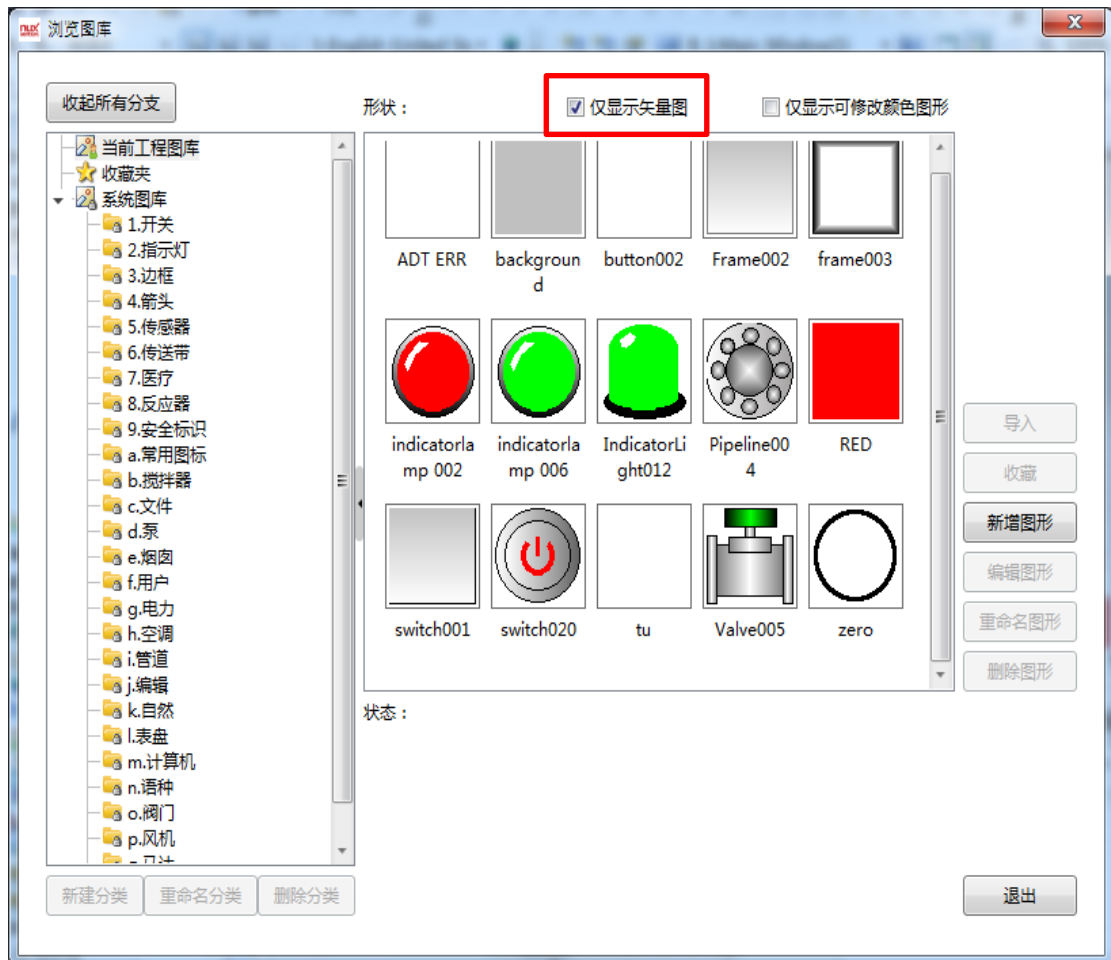 浏览图库
收起所有分支
形状：
仅显示矢量图
仅显示可修改颜色图形
当前工程图库
收藏夹
系统图库
1.开关
2.指示灯
3.边框
4.箭头
5.传感器
6.传送带
7.医疗
8.反应器
9.安全标识
a.常用图标
b.搅拌器
c.文件
d.泵
e.烟囱
f.用户
g.电力
h.空调
i.管道
j.编辑
k.自然
l.表盘
m.计算机
n.语种
o.阀门
p.风机
ADT ERR
backgroun
d
button002
Frame002
frame003
indicatorla
mp 002
indicatorla
mp 006
IndicatorLi
ght012
Pipeline00
4
RED
switch001
switch020
tu
Valve005
zero
状态：
导入
收藏
新增图形
编辑图形
重命名图形
删除图形
新建分类
重命名分类
删除分类
退出